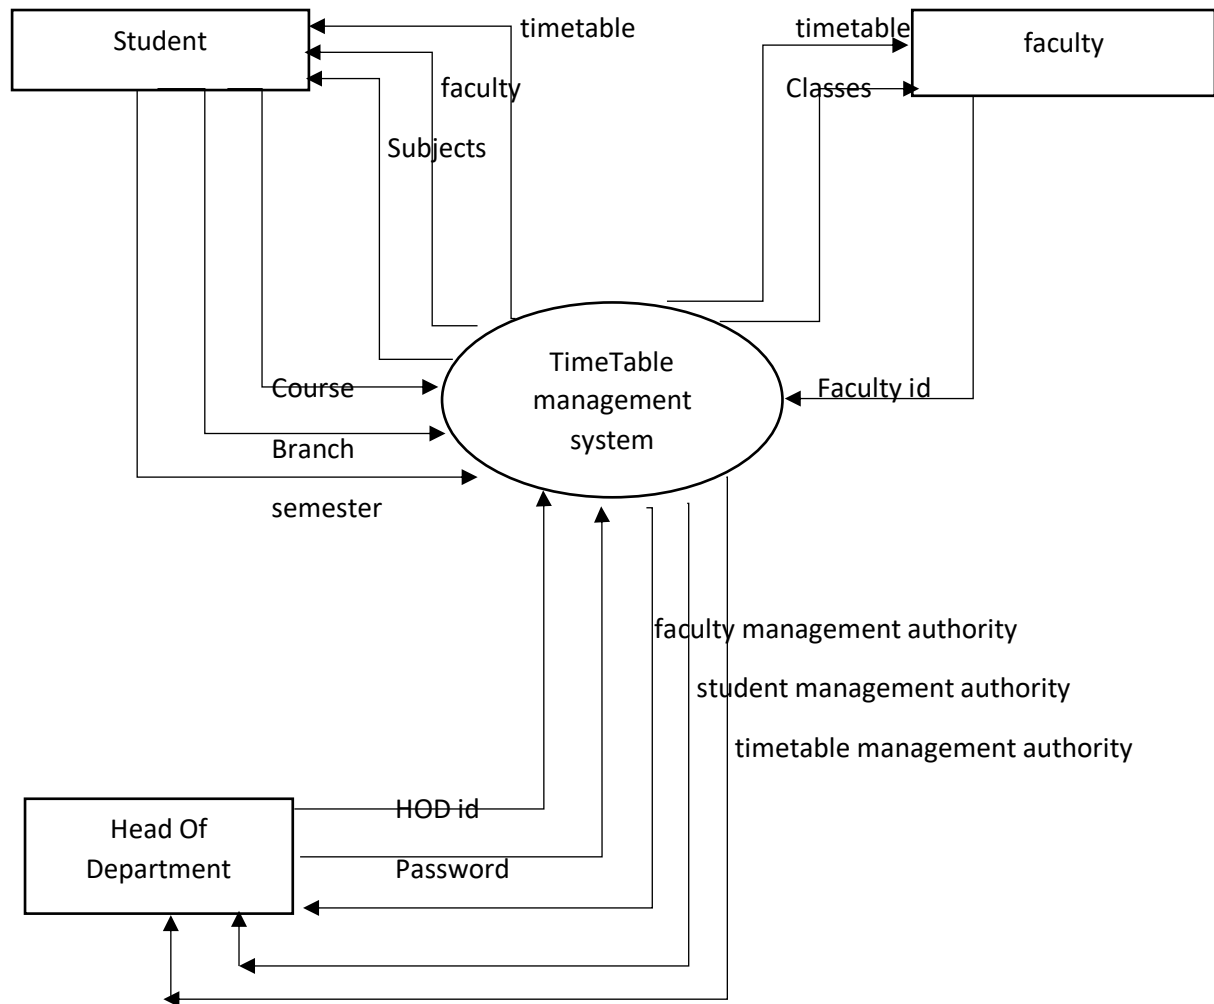 Student
timetable
timetable
faculty
faculty
Classes
Subjects
TimeTable
management
system
Course
Faculty id
Branch
semester
faculty management authority
student management authority
timetable management authority
HOD id
Head Of
Department
Password